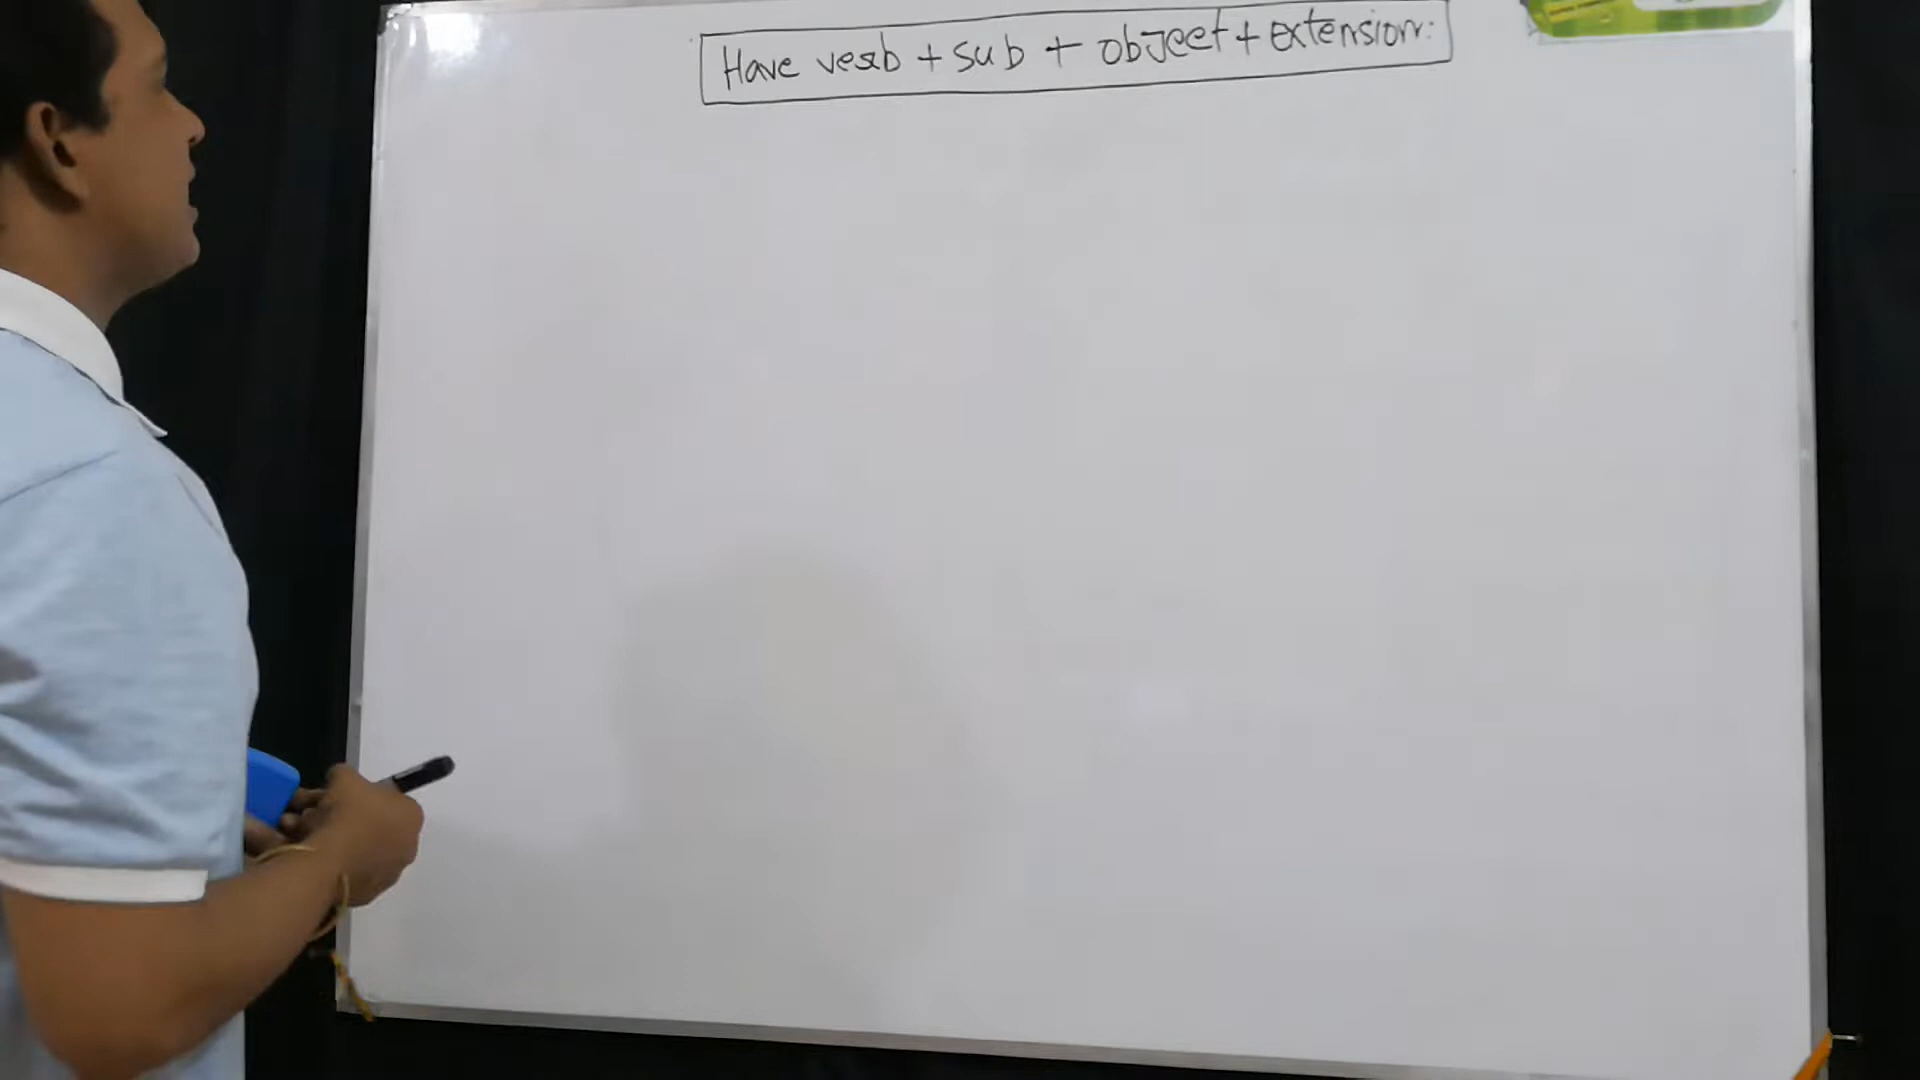 Have verb + sub + object + extension: